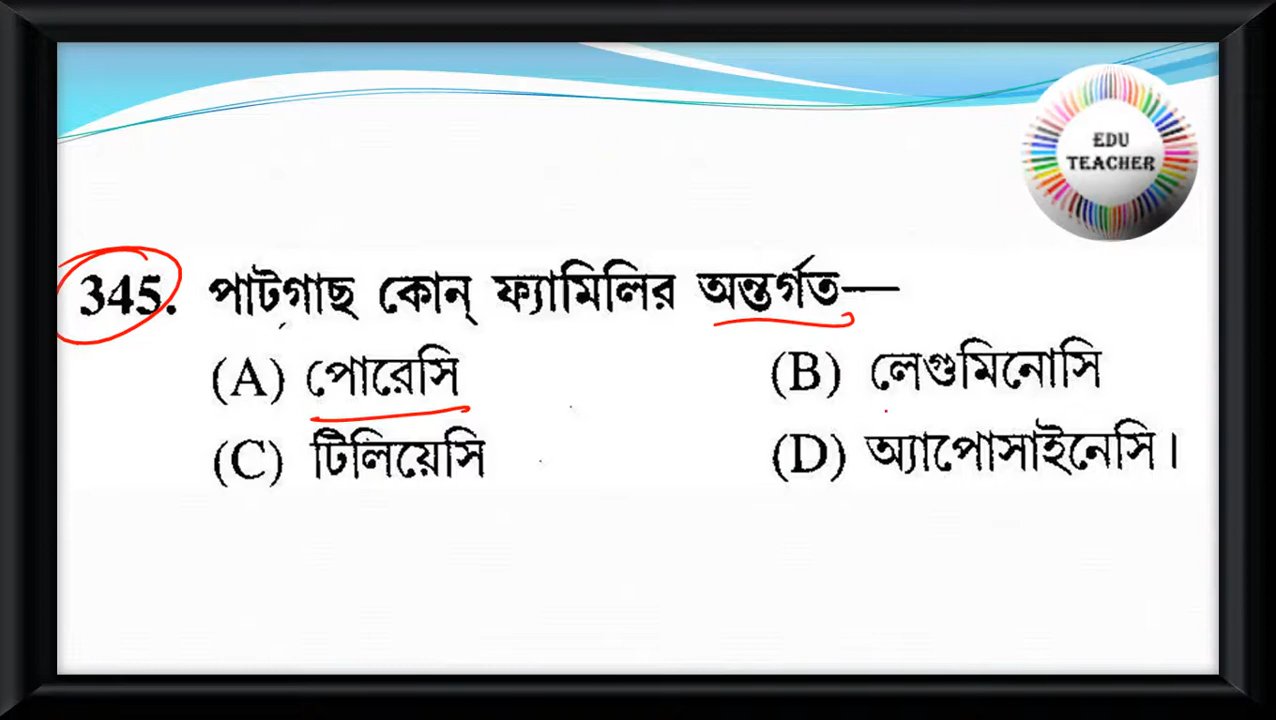 EDU
TEACHER
345. পাটগাছ কোন্ ফ্যামিলির অন্তর্গত—
(A) পোরেসি (B) লেগুমিনোসি
(C) টিলিয়েসি (D) অ্যাপোসাইনেসি।